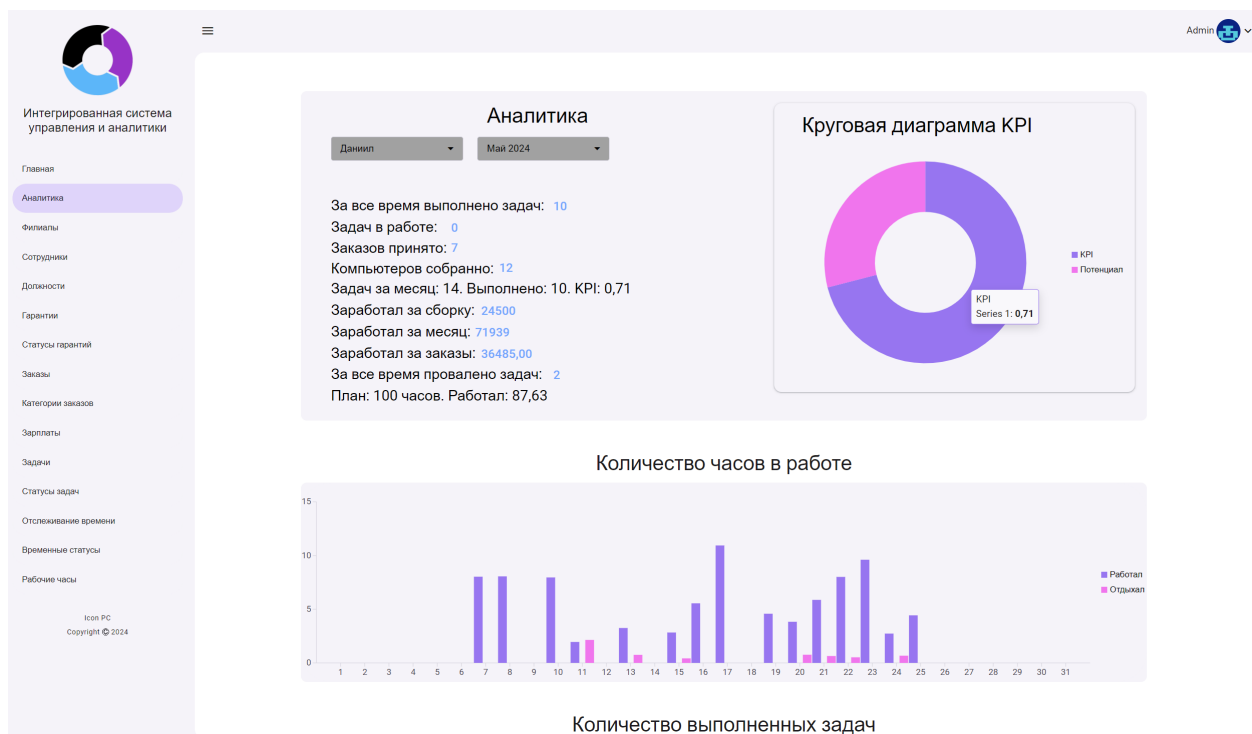 Admin
Интегрированная система
управления и аналитики
Главная
Аналитика
Филиалы
Сотрудники
Должности
Гарантии
Статусы гарантий
Заказы
Категории заказов
Зарплаты
Задачи
Статусы задач
Отслеживание времени
Временные статусы
Рабочие часы
Icon PC
Copyright © 2024
Аналитика
Даниил
Май 2024
За все время выполнено задач: 10
Задач в работе: 0
Заказов принято: 7
Компьютеров собранно: 12
Задач за месяц: 14. Выполнено: 10. KPI: 0,71
Заработал за сборку: 24500
Заработал за месяц: 71939
Заработал за заказы: 36485,00
За все время провалено задач: 2
План: 100 часов. Работал: 87,63
Круговая диаграмма KPI
KPI
Потенциал
KPI
Series 1: 0,71
Количество часов в работе
15
10
5
0
1 2 3 4 5 6 7 8 9 10 11 12 13 14 15 16 17 18 19 20 21 22 23 24 25 26 27 28 29 30 31
Работал
Отдыхал
Количество выполненных задач